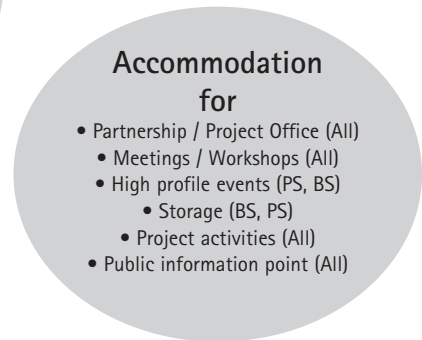 Accommodation
for
• Partnership / Project Office (All)
• Meetings / Workshops (All)
• High profile events (PS, BS)
• Storage (BS, PS)
• Project activities (All)
• Public information point (All)